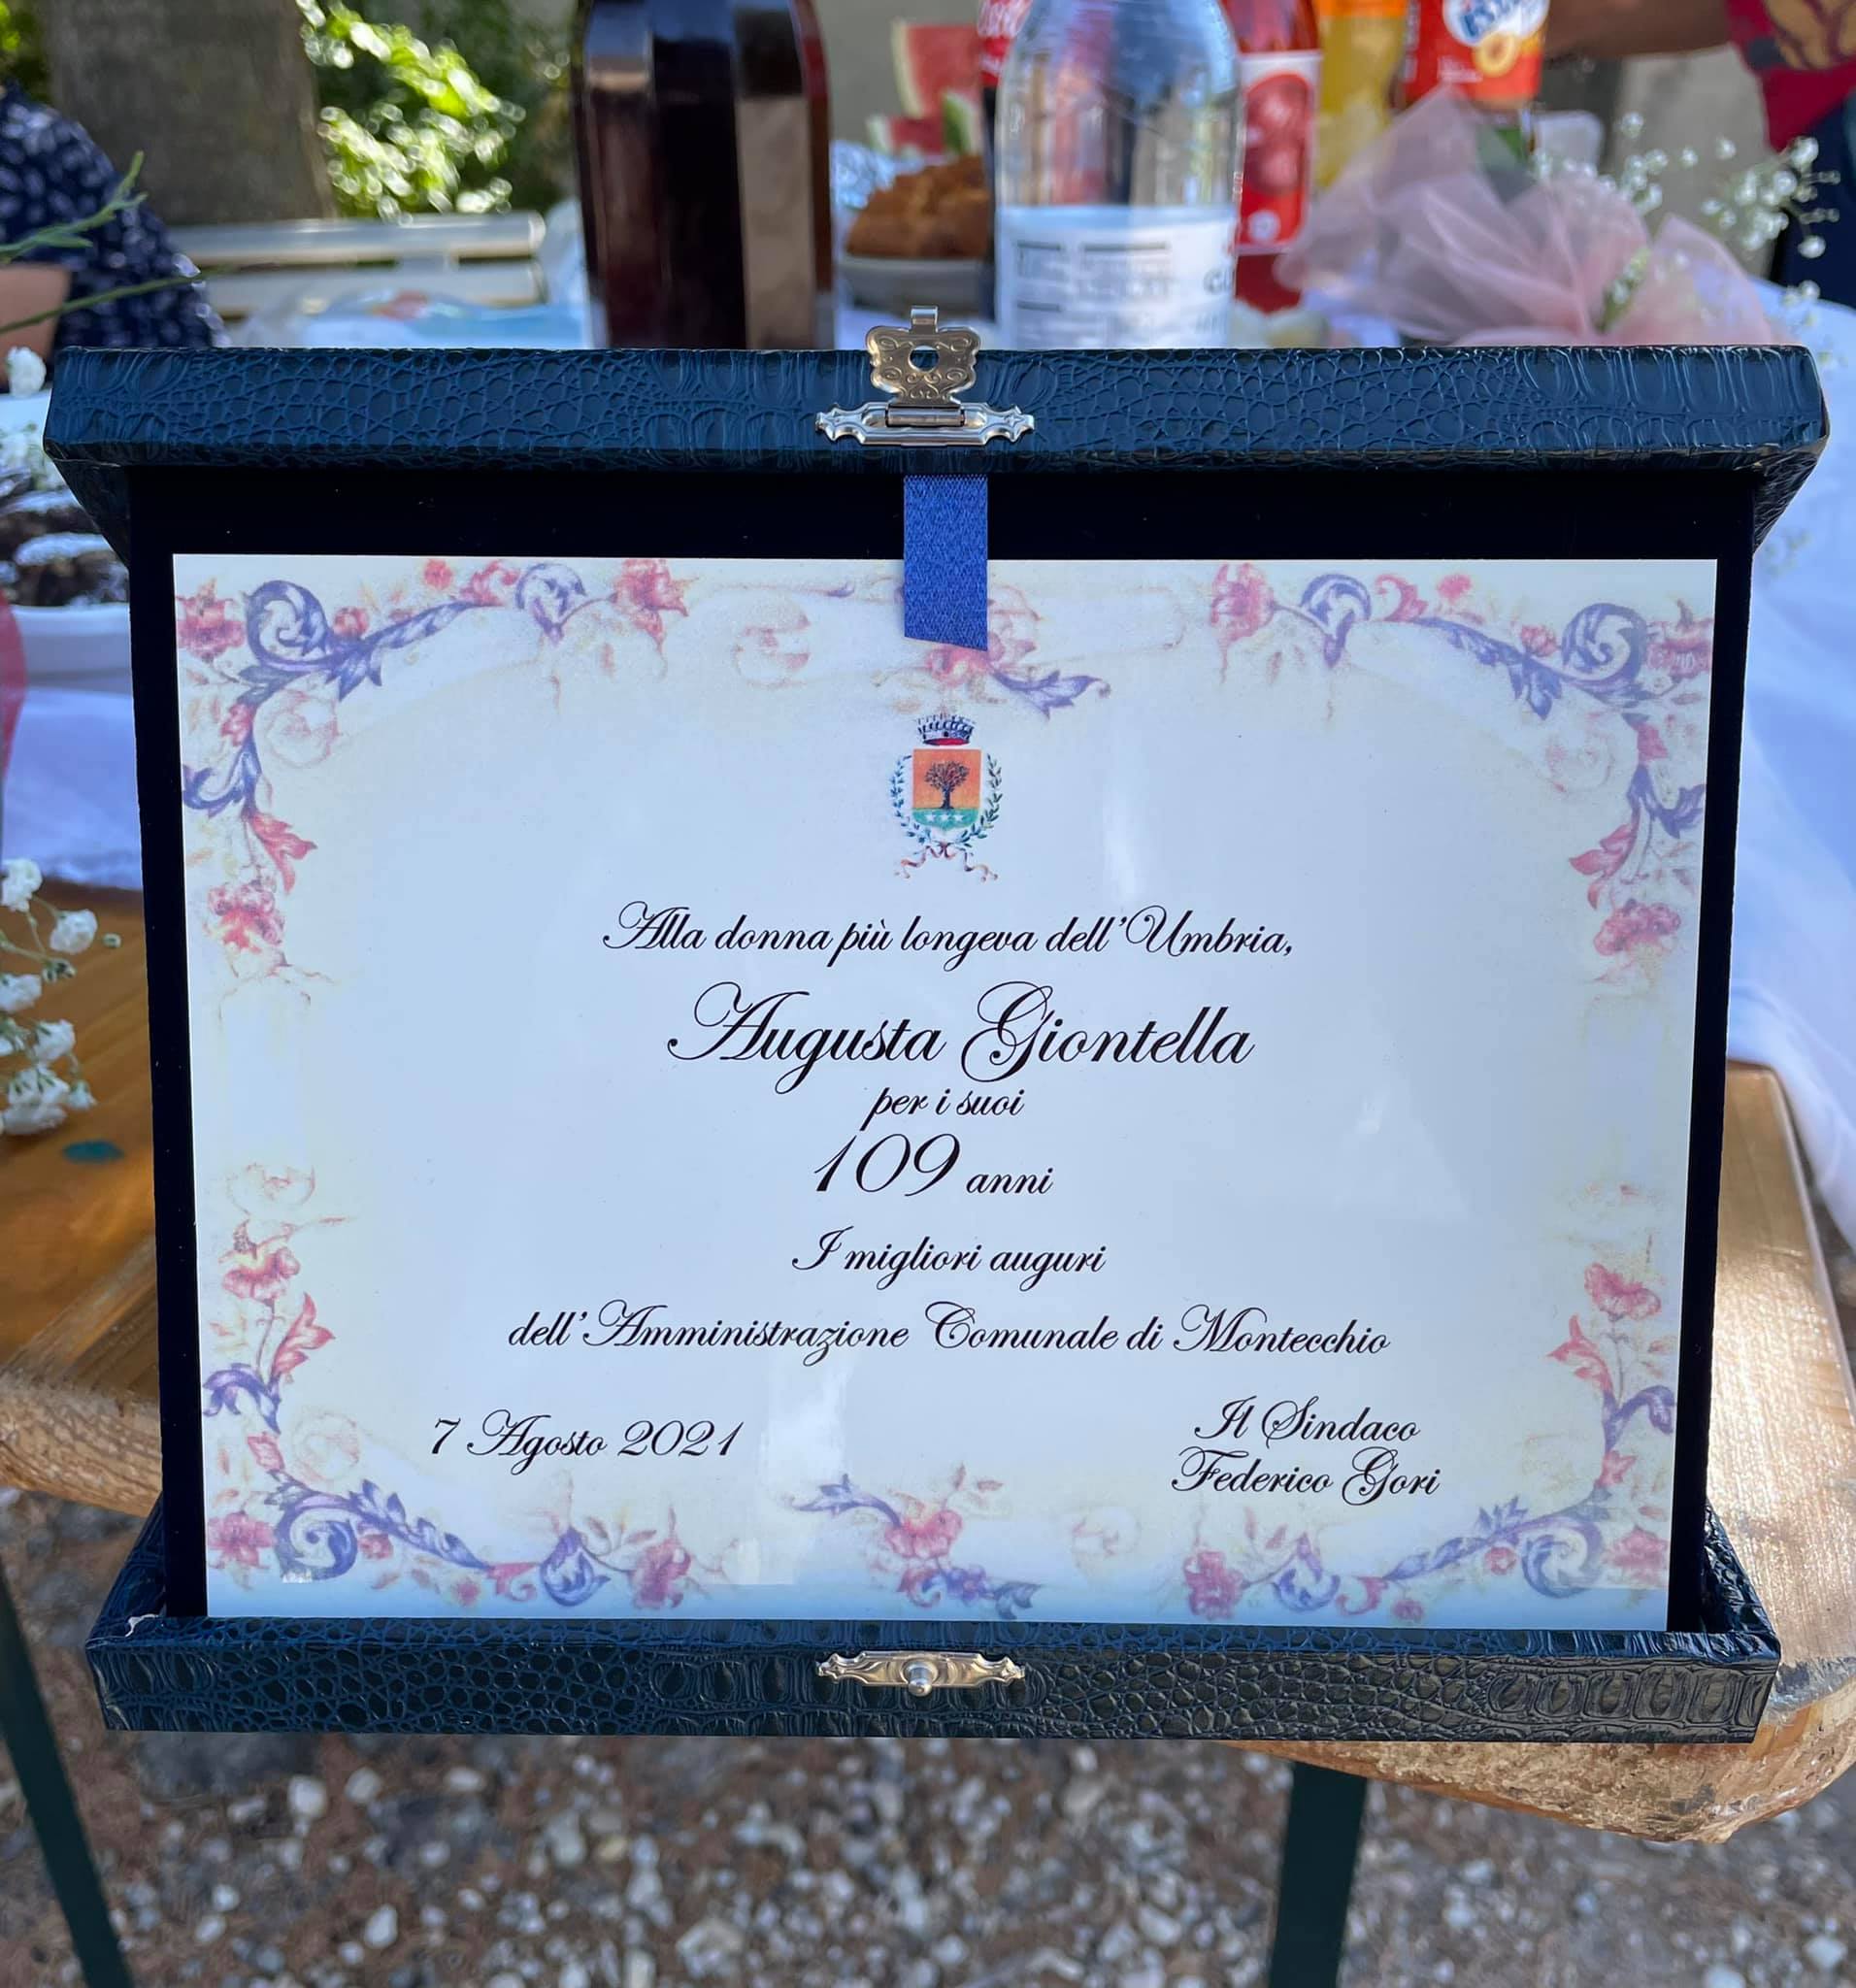 Alla donna più longeva dell'Umbria,
Augusta Giontella
per i suoi
109 anni
I migliori auguri
dell'Amministrazione Comunale di Montecchio
7 Agosto 2021
Il Sindaco
Federico Gori